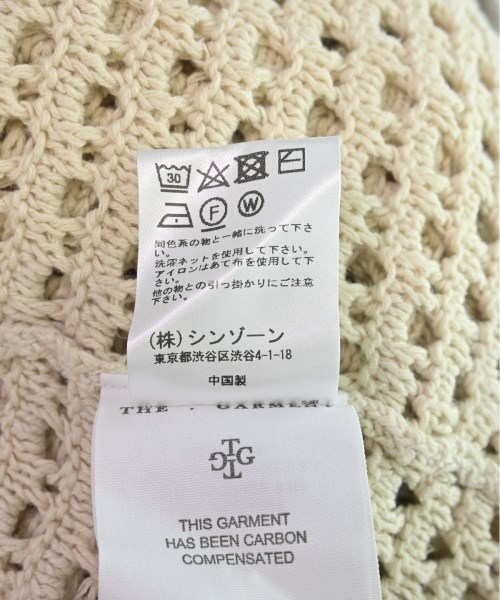 30
F W
同色系の物と一緒に洗って下さ
い。
洗濯ネットを使用して下さい。
アイロンはあて布を使用して下
さい。
他の物との引っ掛かりにご注意
下さい。
(株)シンゾーン
東京都渋谷区渋谷4-1-18
中国製
THE . GARMENT
TGTG
THIS GARMENT
HAS BEEN CARBON
COMPENSATED